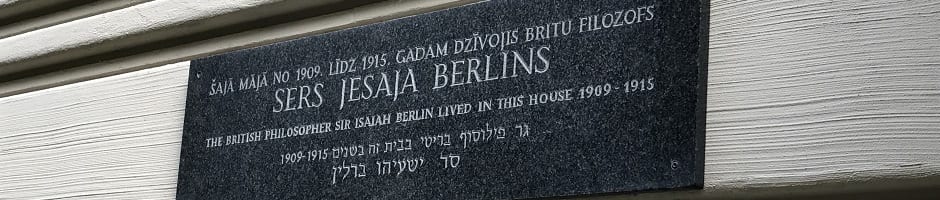 ŠAJĀ MĀJĀ NO 1909. LĪDZ 1915. GADAM DZĪVOJIS BRITU FILOZOFS
SERS JESAJA BERLINS
THE BRITISH PHILOSOPHER SIR ISAIAH BERLIN LIVED IN THIS HOUSE 1909 - 1915
גר פילוסוף בריטי בבית זה בשנים 1909-1915
סר ישעיהו ברלין